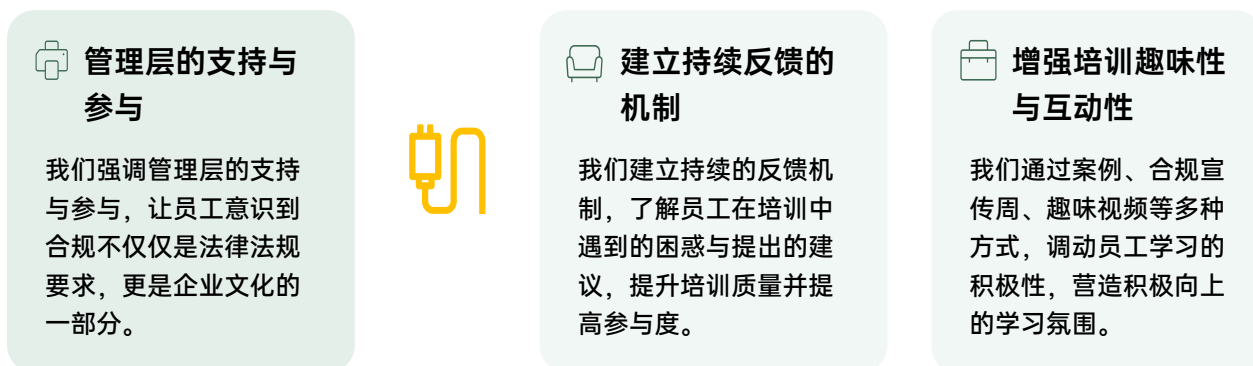 管理层的支持与
参与
我们强调管理层的支持
与参与，让员工意识到
合规不仅仅是法律法规
要求，更是企业文化的
一部分。
建立持续反馈的
机制
我们建立持续的反馈机
制，了解员工在培训中
遇到的困惑与提出的建
议，提升培训质量并提
高参与度。
增强培训趣味性
与互动性
我们通过案例、合规宣
传周、趣味视频等多种
方式，调动员工学习的
积极性，营造积极向上
的学习氛围。